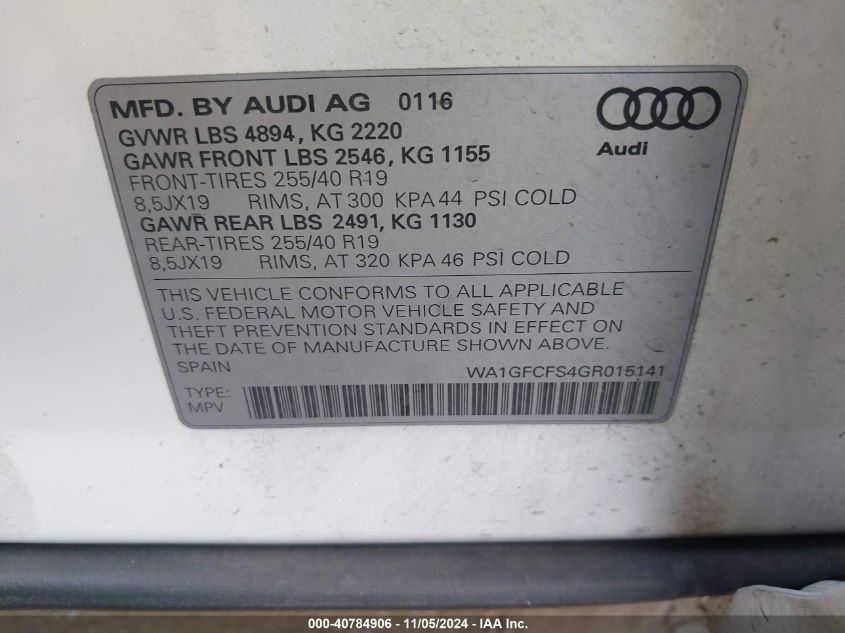 MFD. BY AUDI AG 0116
GVWR LBS 4894, KG 2220
GAWR FRONT LBS 2546, KG 1155
FRONT-TIRES 255/40 R19
8,5JX19 RIMS, AT 300 KPA 44 PSI COLD
GAWR REAR LBS 2491, KG 1130
REAR-TIRES 255/40 R19
8,5JX19 RIMS, AT 320 KPA 46 PSI COLD
Audi
THIS VEHICLE CONFORMS TO ALL APPLICABLE
U.S. FEDERAL MOTOR VEHICLE SAFETY AND
THEFT PREVENTION STANDARDS IN EFFECT ON
THE DATE OF MANUFACTURE SHOWN ABOVE.
SPAIN WA1GFCFS4GR015141
TYPE:
MPV
000-40784906 - 11/05/2024 - IAA Inc.